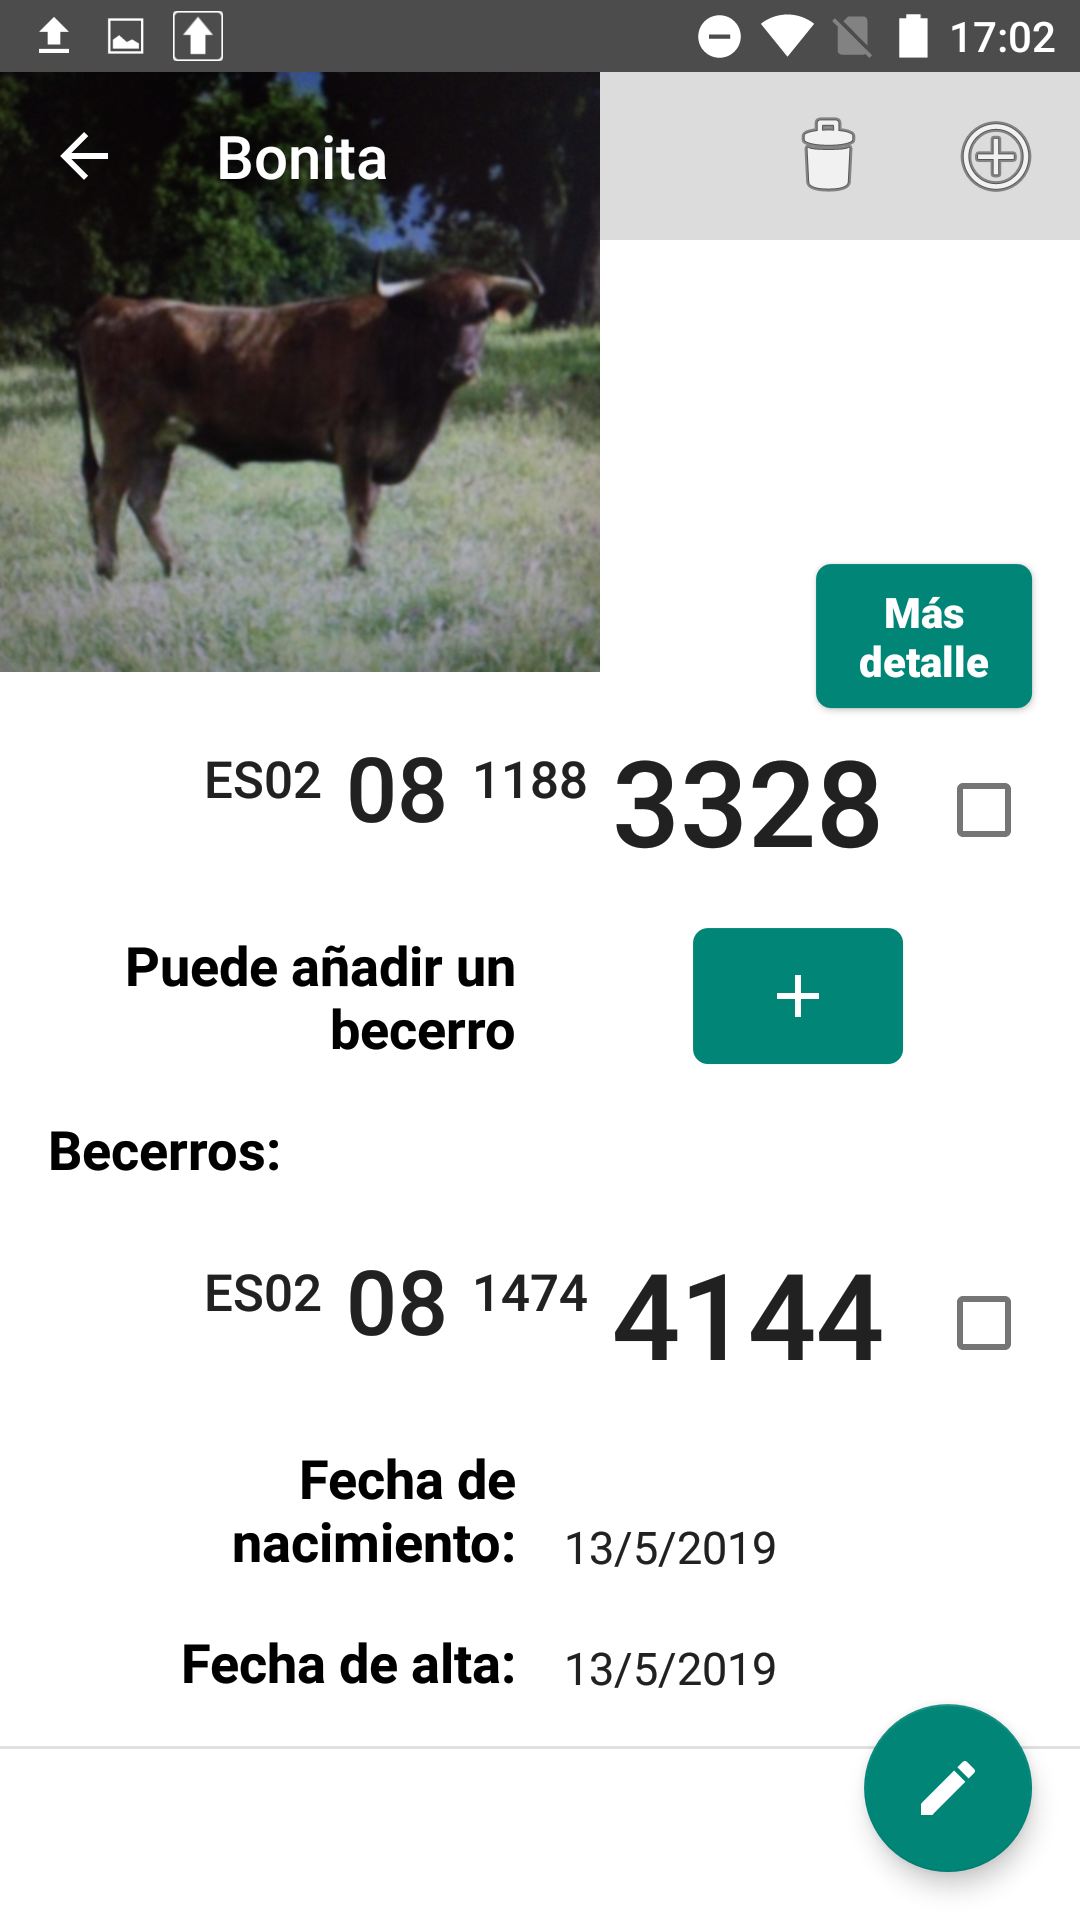 17:02
Bonita
Más
detalle
ES02 08 1188 3328
Puede añadir un
becerro
Becerros:
ES02 08 1474 4144
Fecha de
nacimiento: 13/5/2019
Fecha de alta: 13/5/2019